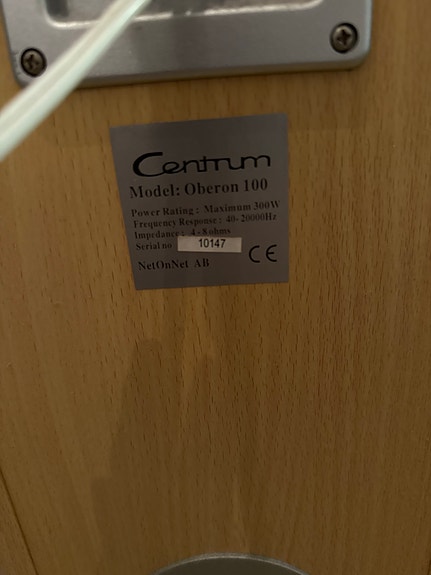 Centrum
Model: Oberon 100
Power Rating: Maximum 300W
Frequency Response: 40-20000Hz
Impedance: 4-8 ohms
Serial no 10147
NetOnNet AB CE